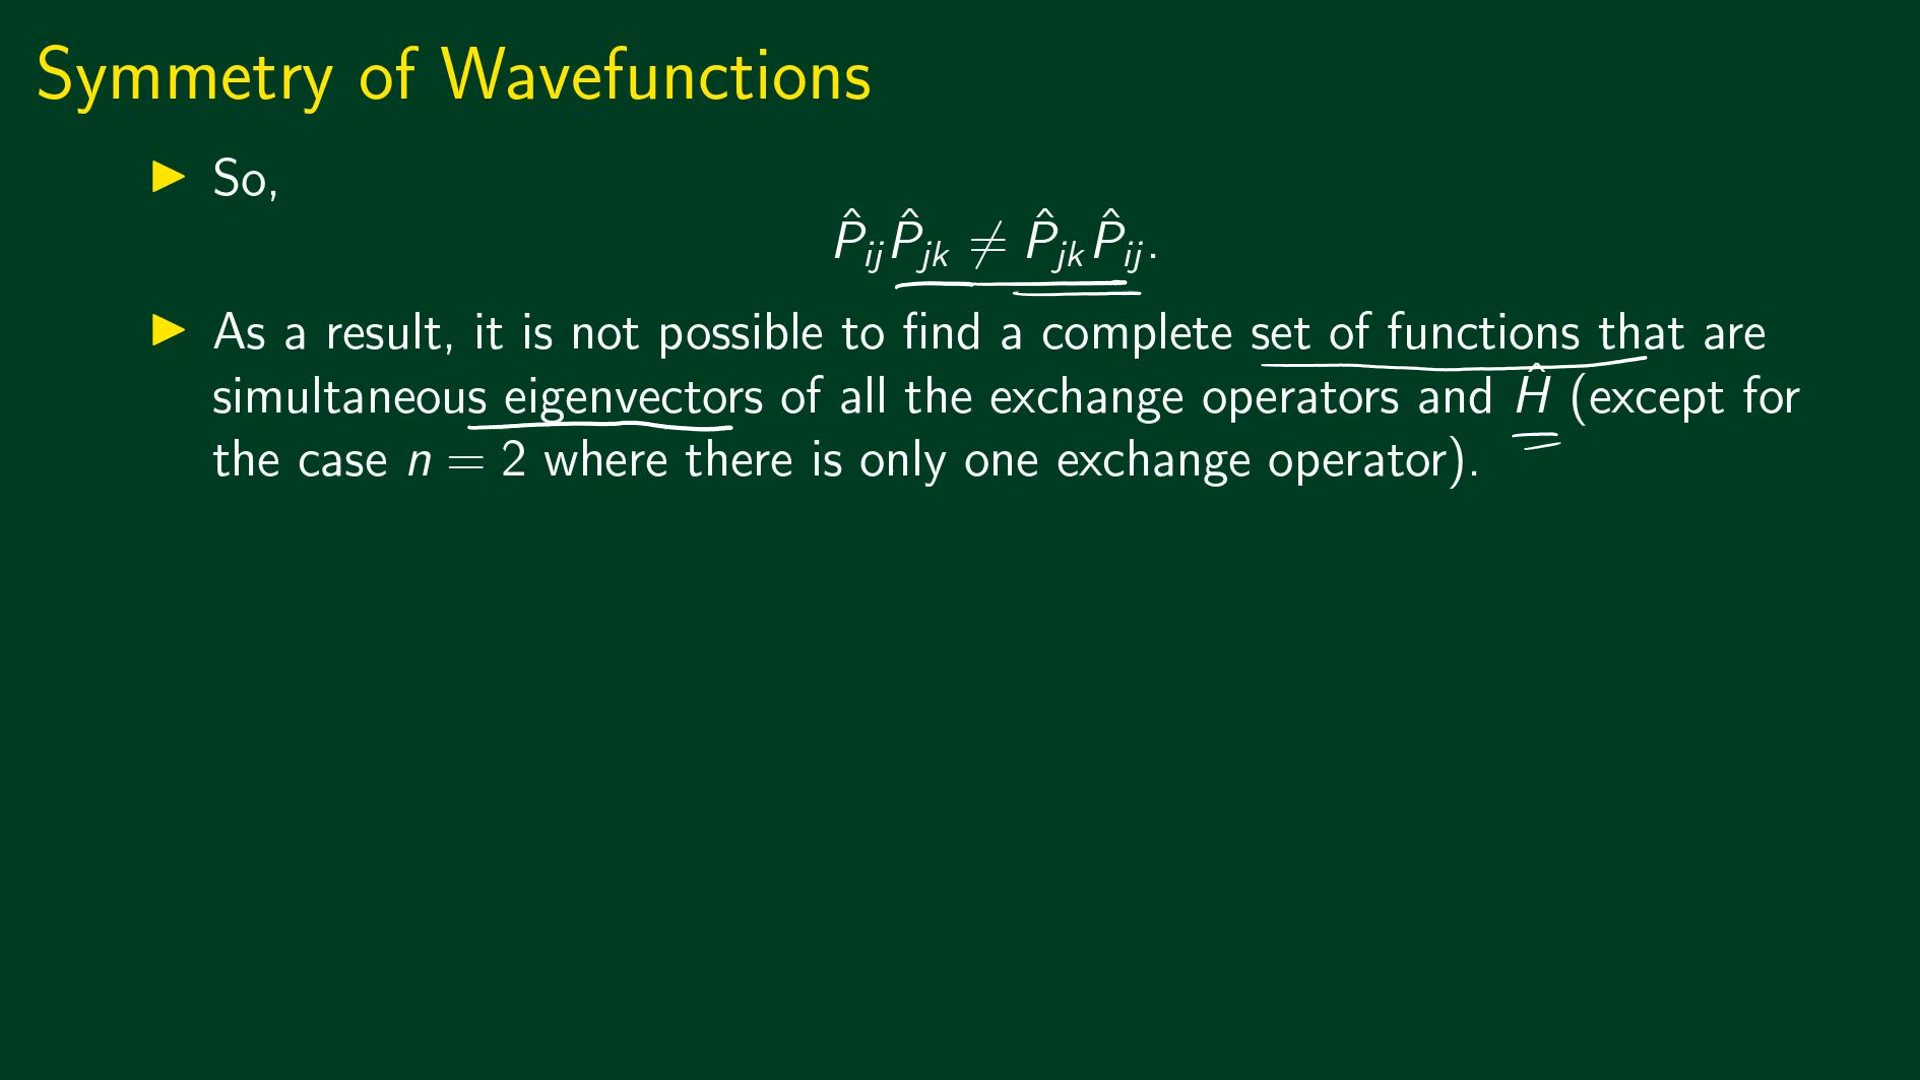 Symmetry of Wavefunctions
▶ So,
P̂ᵢⱼP̂ⱼₖ ≠ P̂ⱼₖP̂ᵢⱼ.
▶ As a result, it is not possible to find a complete set of functions that are
simultaneous eigenvectors of all the exchange operators and Ĥ (except for
the case n = 2 where there is only one exchange operator).